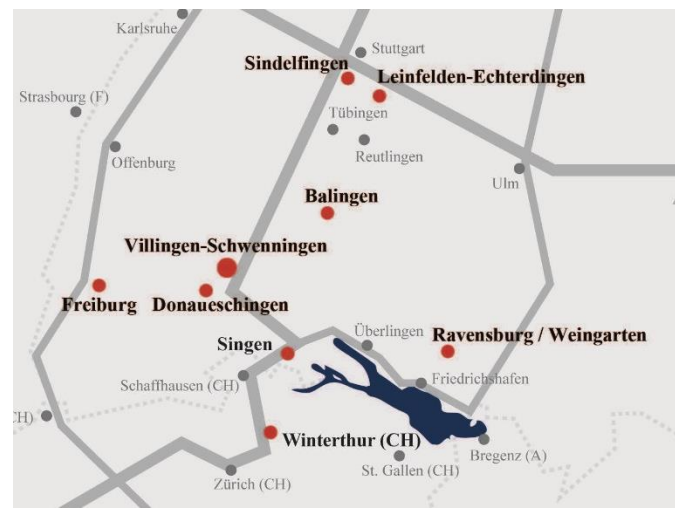 Karlsruhe
Stuttgart
Sindelfingen
Leinfelden-Echterdingen
Strasbourg (F)
Tübingen
Offenburg
Reutlingen
Ulm
Balingen
Villingen-Schwenningen
Freiburg
Donaueschingen
Singen
Überlingen
Ravensburg / Weingarten
Schaffhausen (CH)
Friedrichshafen
CH)
Winterthur (CH)
Zürich (CH)
St. Gallen (CH)
Bregenz (A)